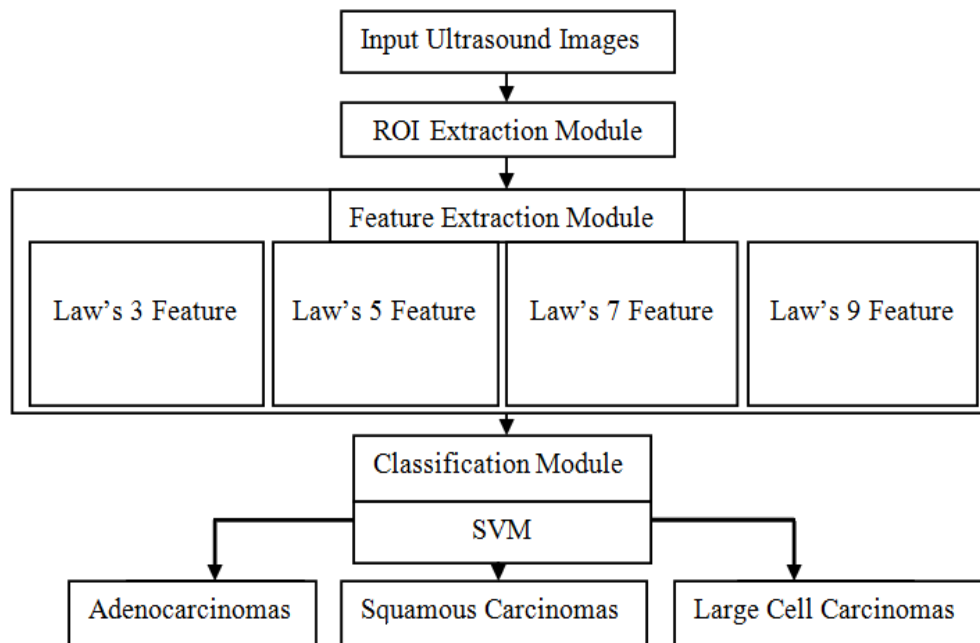 Input Ultrasound Images
ROI Extraction Module
Feature Extraction Module
Law’s 3 Feature
Law’s 5 Feature
Law’s 7 Feature
Law’s 9 Feature
Classification Module
SVM
Adenocarcinomas
Squamous Carcinomas
Large Cell Carcinomas